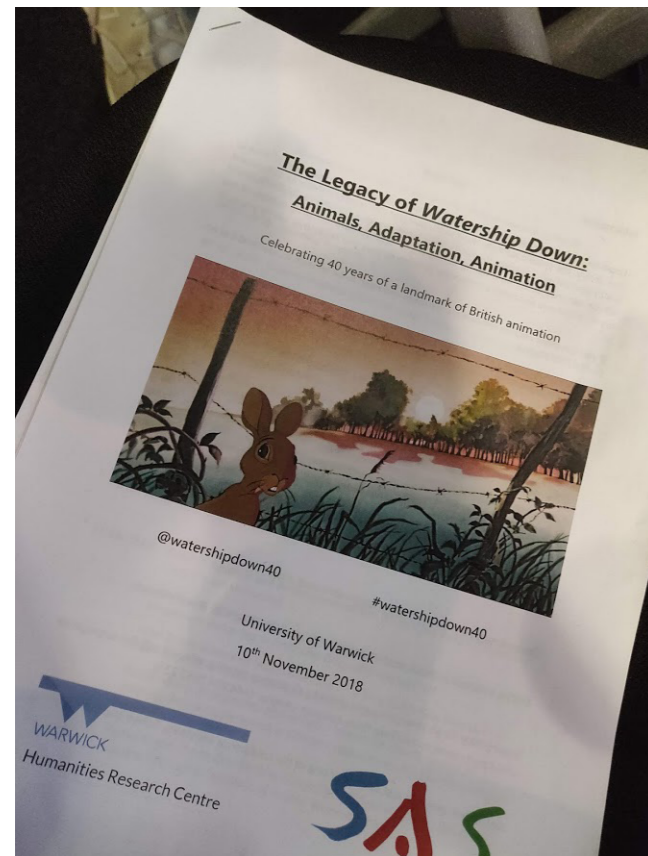 The Legacy of Watership Down:
Animals, Adaptation, Animation
Celebrating 40 years of a landmark of British animation
@watershipdown40
#watershipdown40
University of Warwick
10th November 2018
WARWICK
Humanities Research Centre
SAS